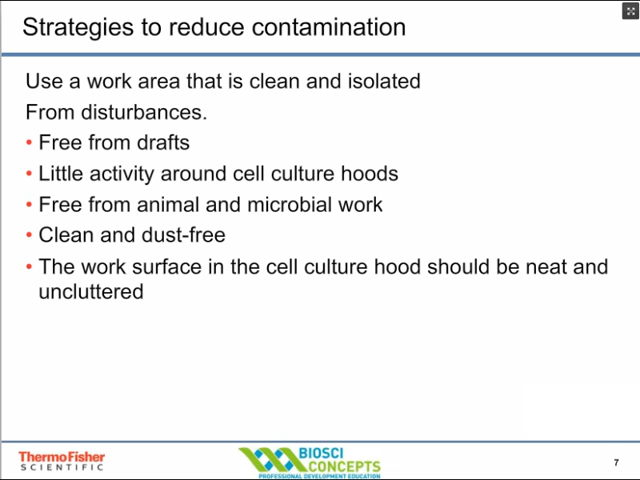 Strategies to reduce contamination
Use a work area that is clean and isolated
From disturbances.
• Free from drafts
• Little activity around cell culture hoods
• Free from animal and microbial work
• Clean and dust-free
• The work surface in the cell culture hood should be neat and
uncluttered
ThermoFisher
SCIENTIFIC
BIOSCI
CONCEPTS
PROFESSIONAL DEVELOPMENT EDUCATION
7